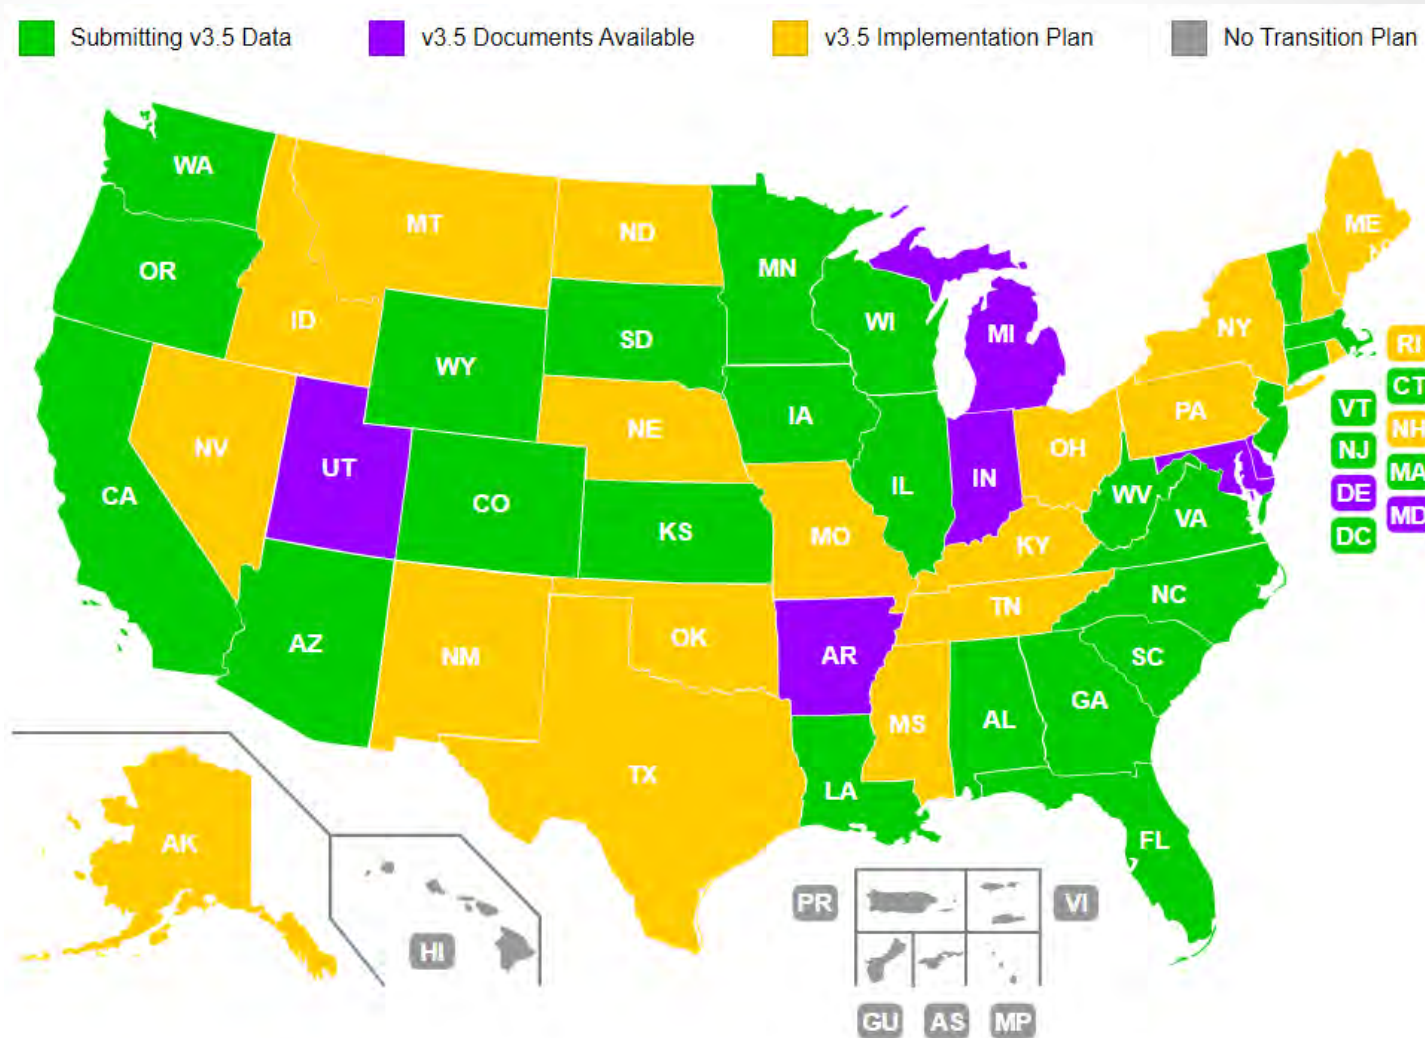 Submitting v3.5 Data
v3.5 Documents Available
v3.5 Implementation Plan
No Transition Plan
WA
MT
ND
MN
ME
OR
ID
WY
SD
WI
MI
NY
RI
CT
VT
NH
NJ
MA
DE
MD
DC
NV
UT
CA
CO
NE
IA
KS
IL
IN
OH
PA
WV
VA
MO
KY
TN
NC
SC
AZ
NM
OK
AR
MS
AL
GA
TX
LA
FL
AK
HI
PR
VI
GU
AS
MP